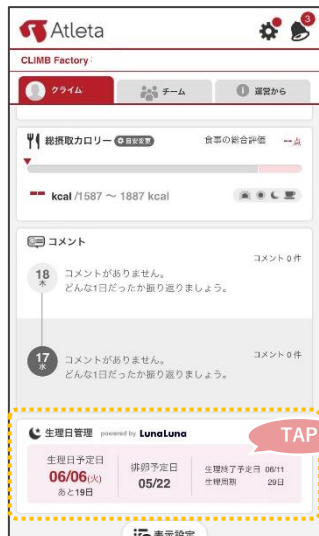 Atleta
3
CLIMB Factory
クライム
チーム
運営から
総摂取カロリー 目安変更 食事の総合評価 --点
-- kcal /1587 ～ 1887 kcal
コメント
コメント 0 件
18
木
コメントがありません。
どんな1日だったか振り返りましょう。
コメント 0 件
17
水
コメントがありません。
どんな1日だったか振り返りましょう。
生理日管理 powered by LunaLuna
TAP
生理日予定日
06/06(火)
あと19日
排卵予定日
05/22
生理終了予定日 06/11
生理周期 29日
表示設定